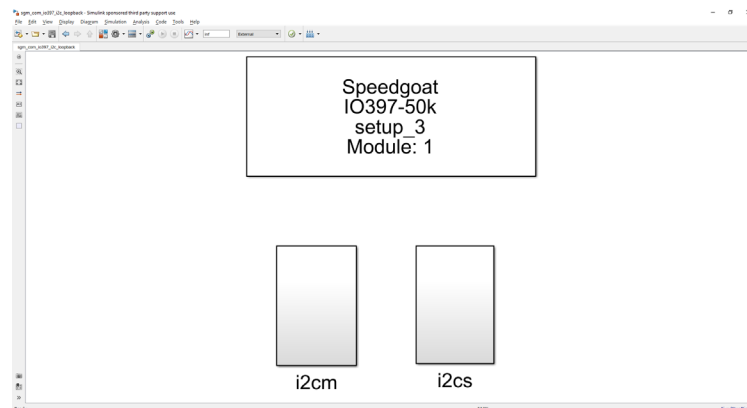 sgm_com_io397_i2c_loopback - Simulink sponsored third party support use
File Edit View Display Diagram Simulation Analysis Code Tools Help
inf External
sgm_com_io397_i2c_loopback
Speedgoat
IO397-50k
setup_3
Module: 1
i2cm
i2cs